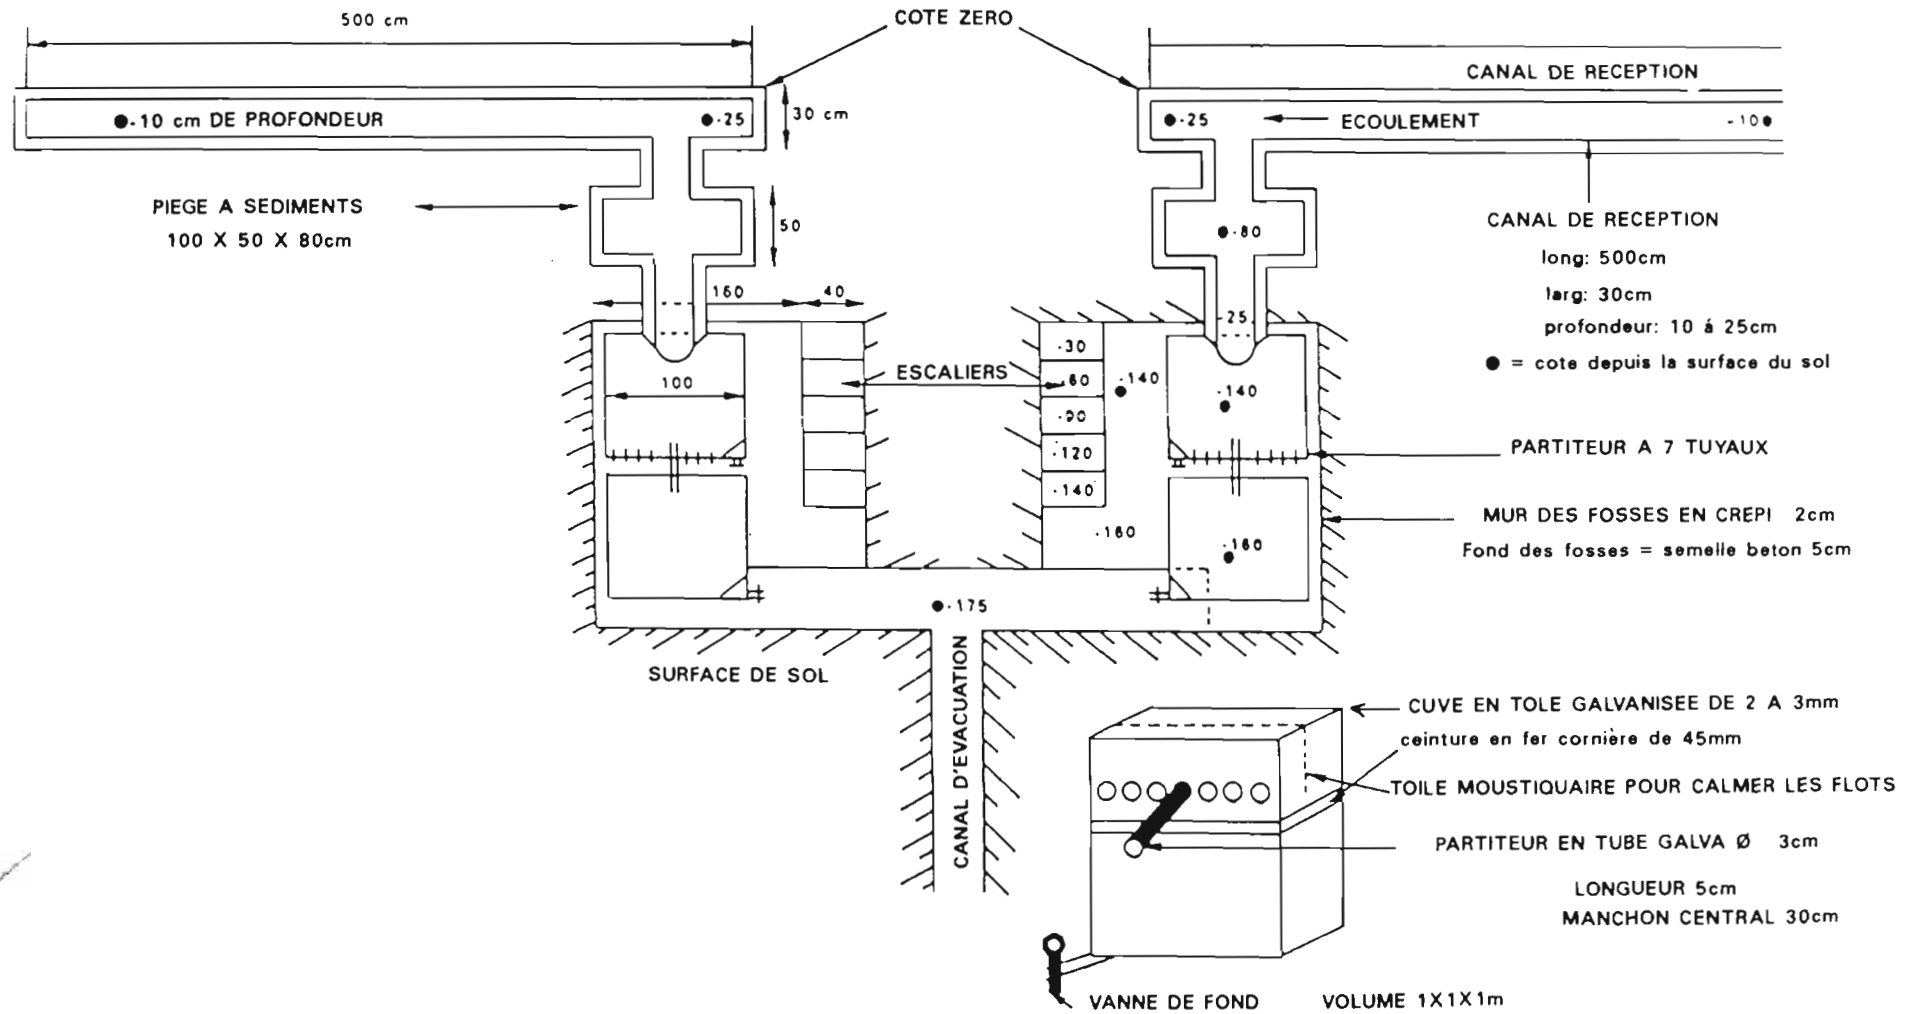 500 cm
COTE ZERO
CANAL DE RECEPTION
-10 cm DE PROFONDEUR
-25
30 cm
-25
ECOULEMENT
-10
PIEGE A SEDIMENTS
100 X 50 X 80cm
50
-80
CANAL DE RECEPTION
long: 500cm
larg: 30cm
profondeur: 10 á 25cm
● = cote depuis la surface du sol
160
40
25
100
ESCALIERS
-30
-60
-90
-120
-140
-140
-140
-160
-160
PARTITEUR A 7 TUYAUX
MUR DES FOSSES EN CREPI 2cm
Fond des fosses = semelle beton 5cm
-175
SURFACE DE SOL
CANAL D'EVACUATION
CUVE EN TOLE GALVANISEE DE 2 A 3mm
ceinture en fer cornière de 45mm
TOILE MOUSTIQUAIRE POUR CALMER LES FLOTS
PARTITEUR EN TUBE GALVA Ø 3cm
LONGUEUR 5cm
MANCHON CENTRAL 30cm
VANNE DE FOND
VOLUME 1X1X1m